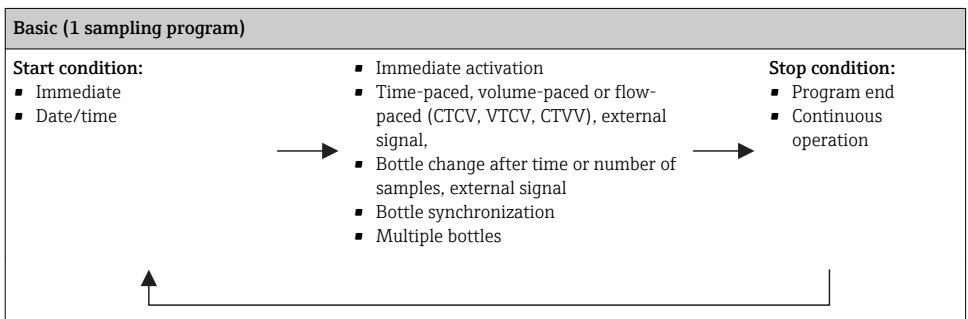 Basic (1 sampling program)
Start condition:
▪ Immediate
▪ Date/time
▪ Immediate activation
▪ Time-paced, volume-paced or flow-
paced (CTCV, VTCV, CTVV), external
signal,
▪ Bottle change after time or number of
samples, external signal
▪ Bottle synchronization
▪ Multiple bottles
Stop condition:
▪ Program end
▪ Continuous
operation